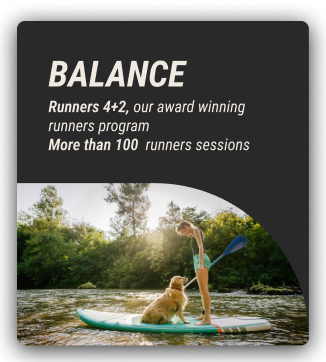 BALANCE
Runners 4+2, our award winning
runners program
More than 100 runners sessions